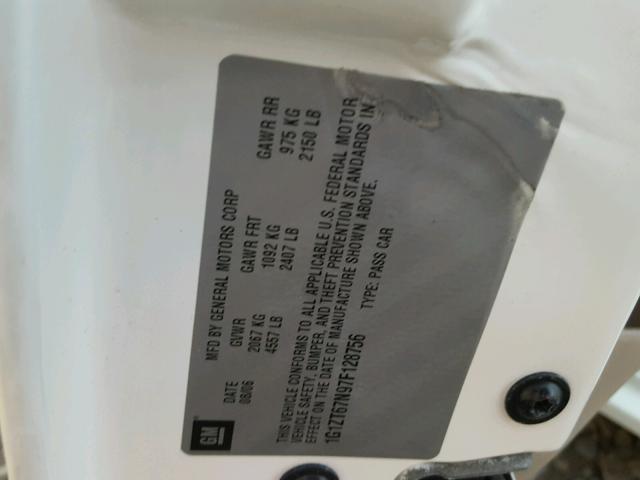 GM
MFD BY GENERAL MOTORS CORP
DATE GVWR GAWR FRT GAWR RR
08/06 2067 KG 1092 KG 975 KG
4557 LB 2407 LB 2150 LB
THIS VEHICLE CONFORMS TO ALL APPLICABLE U.S. FEDERAL MOTOR
VEHICLE SAFETY, BUMPER, AND THEFT PREVENTION STANDARDS IN
EFFECT ON THE DATE OF MANUFACTURE SHOWN ABOVE.
1G1ZT67N97F128756 TYPE: PASS CAR